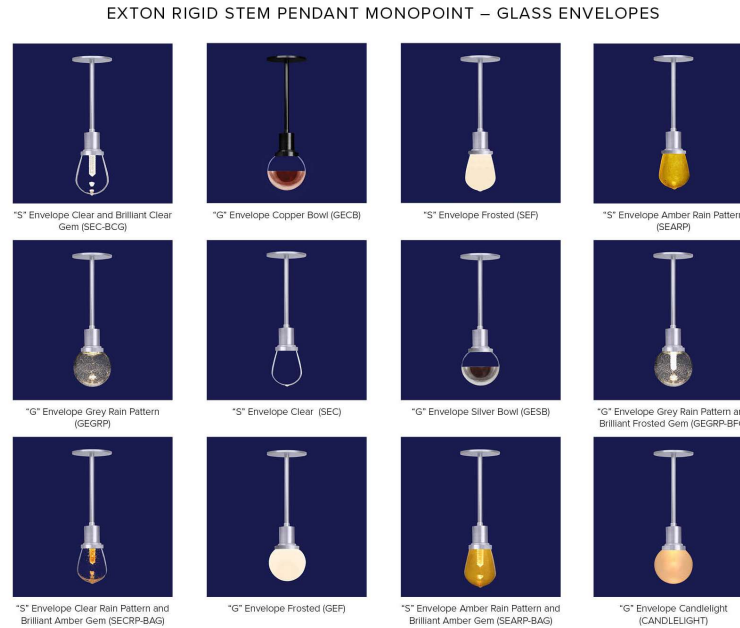 EXTON RIGID STEM PENDANT MONOPOINT – GLASS ENVELOPES
"S" Envelope Clear and Brilliant Clear
Gem (SEC-BCG)
"G" Envelope Copper Bowl (GECB)
"S" Envelope Frosted (SEF)
"S" Envelope Amber Rain Pattern
(SEARP)
"G" Envelope Grey Rain Pattern
(GEGRP)
"S" Envelope Clear  (SEC)
"G" Envelope Silver Bowl (GESB)
"G" Envelope Grey Rain Pattern an
Brilliant Frosted Gem (GEGRP-BFG
"S" Envelope Clear Rain Pattern and
Brilliant Amber Gem (SECRP-BAG)
"G" Envelope Frosted (GEF)
"S" Envelope Amber Rain Pattern and
Brilliant Amber Gem (SEARP-BAG)
"G" Envelope Candlelight
(CANDLELIGHT)